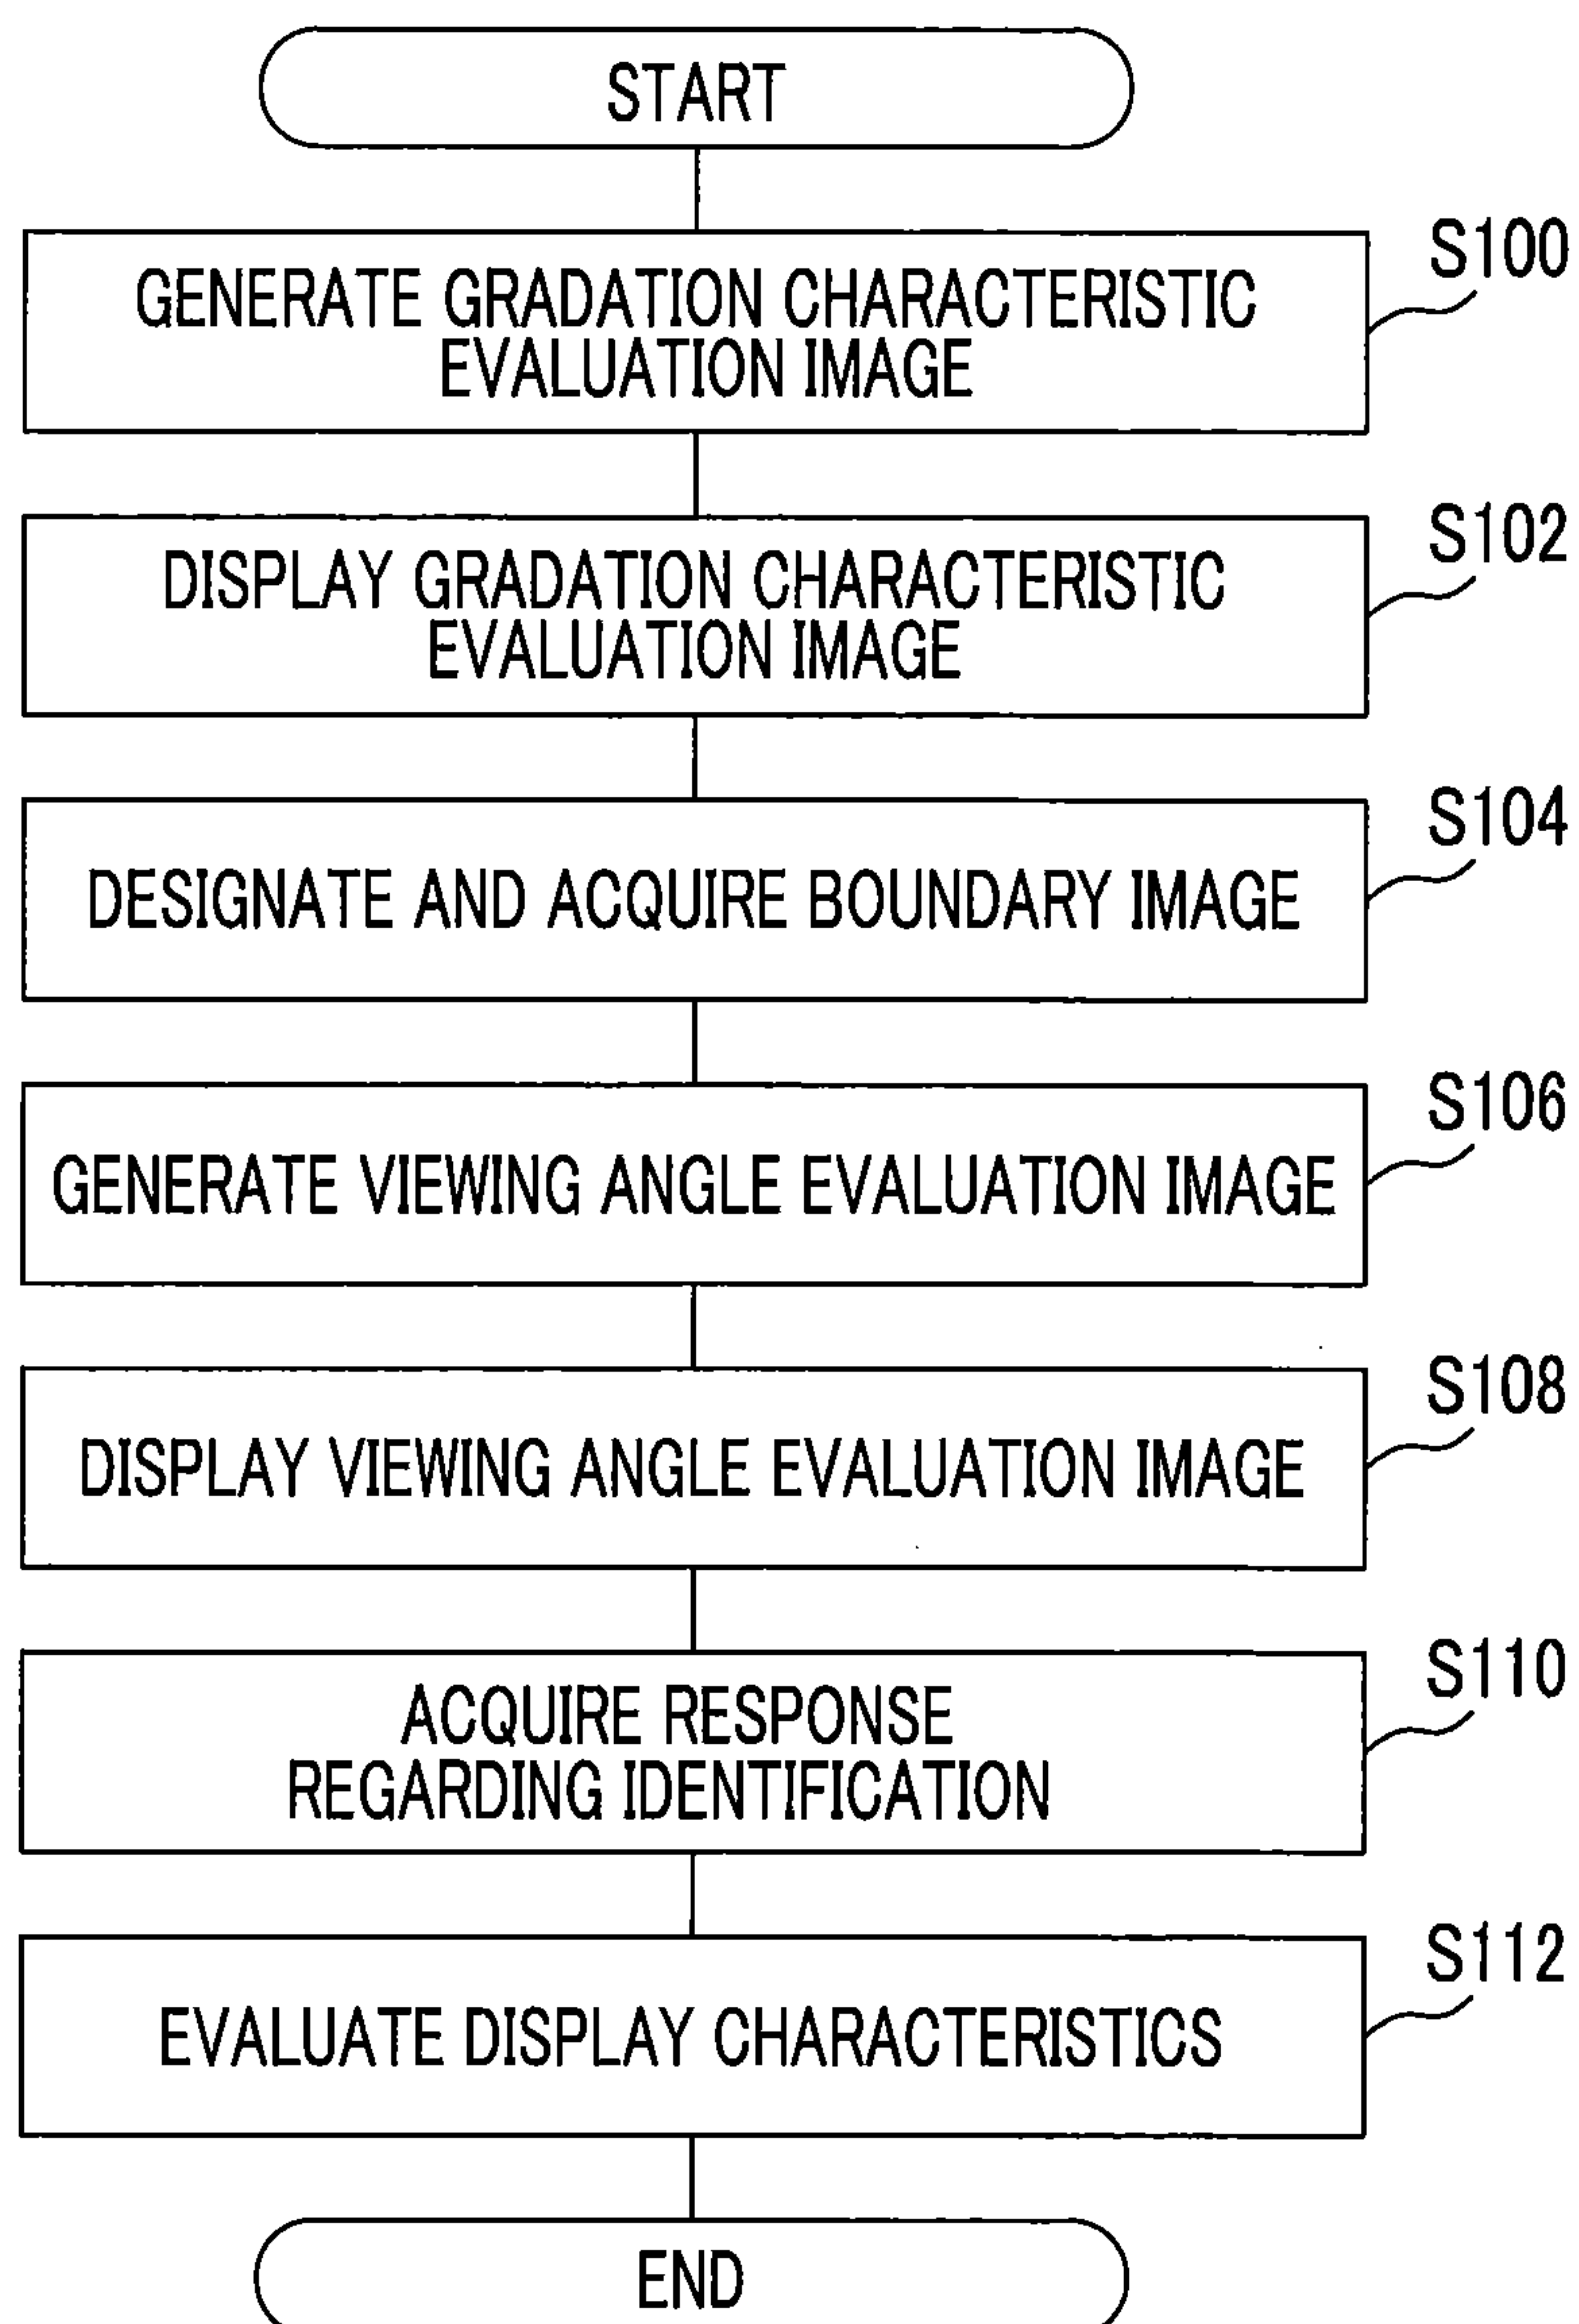 START
S100
GENERATE GRADATION CHARACTERISTIC
EVALUATION IMAGE
S102
DISPLAY GRADATION CHARACTERISTIC
EVALUATION IMAGE
S104
DESIGNATE AND ACQUIRE BOUNDARY IMAGE
S106
GENERATE VIEWING ANGLE EVALUATION IMAGE
S108
DISPLAY VIEWING ANGLE EVALUATION IMAGE
S110
ACQUIRE RESPONSE
REGARDING IDENTIFICATION
S112
EVALUATE DISPLAY CHARACTERISTICS
END